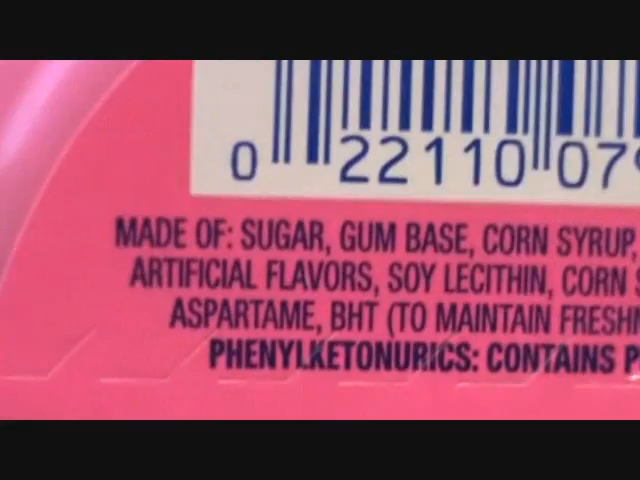 0 22110 07
MADE OF: SUGAR, GUM BASE, CORN SYRUP,
ARTIFICIAL FLAVORS, SOY LECITHIN, CORN
ASPARTAME, BHT (TO MAINTAIN
PHENYLKETONURICS: CONTAINS